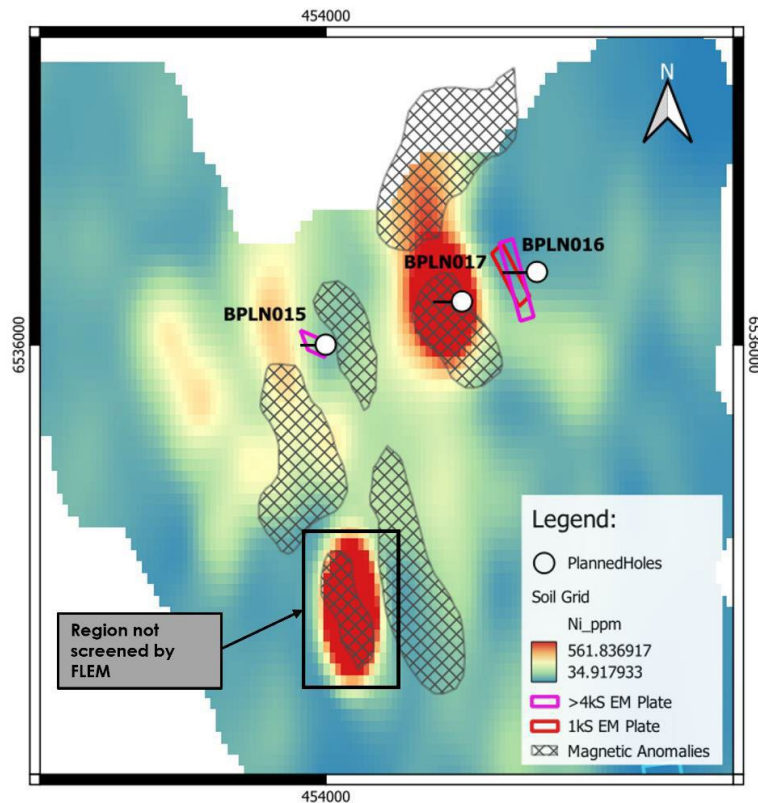 454000
N
BPLN016
BPLN017
BPLN015
6536000
6536000
Legend:
PlannedHoles
Soil Grid
Ni_ppm
561.836917
34.917933
>4kS EM Plate
1kS EM Plate
Magnetic Anomalies
Region not
screened by
FLEM
454000